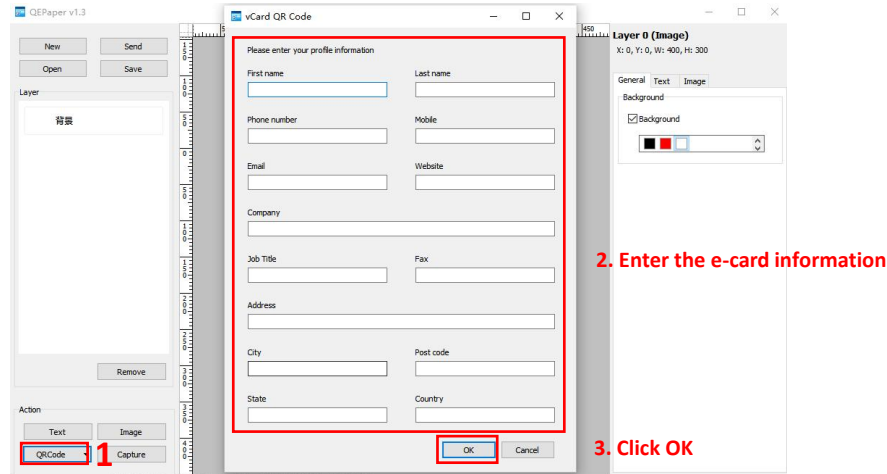 QEPaper v1.3
New Send
Open Save
Layer
背景
Remove
Action
Text Image
QRCode 1 Capture
vCard QR Code
Please enter your profile information
First name Last name
Phone number Mobile
Email Website
Company
Job Title Fax
Address
City Post code
State Country
OK Cancel
450
Layer 0 (Image)
X: 0, Y: 0, W: 400, H: 300
General Text Image
Background
Background
2. Enter the e-card information
3. Click OK